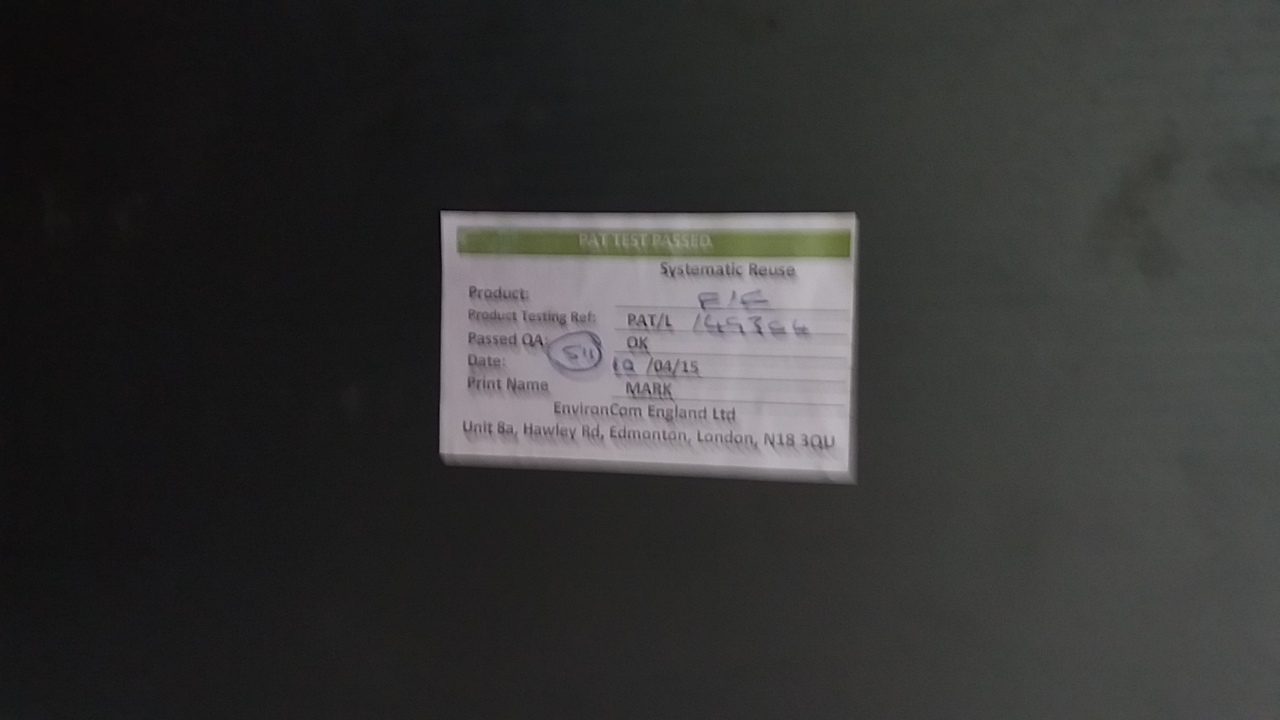 PAT TEST PASSED
Systematic Reuse
Product: F/F
Product Testing Ref: PAT/L
Passed QA: OK
Date: /04/15
Print Name MARK
EnvironCom England Ltd
Unit 8a, Hawley Rd, Edmonton, London, N18 3QU